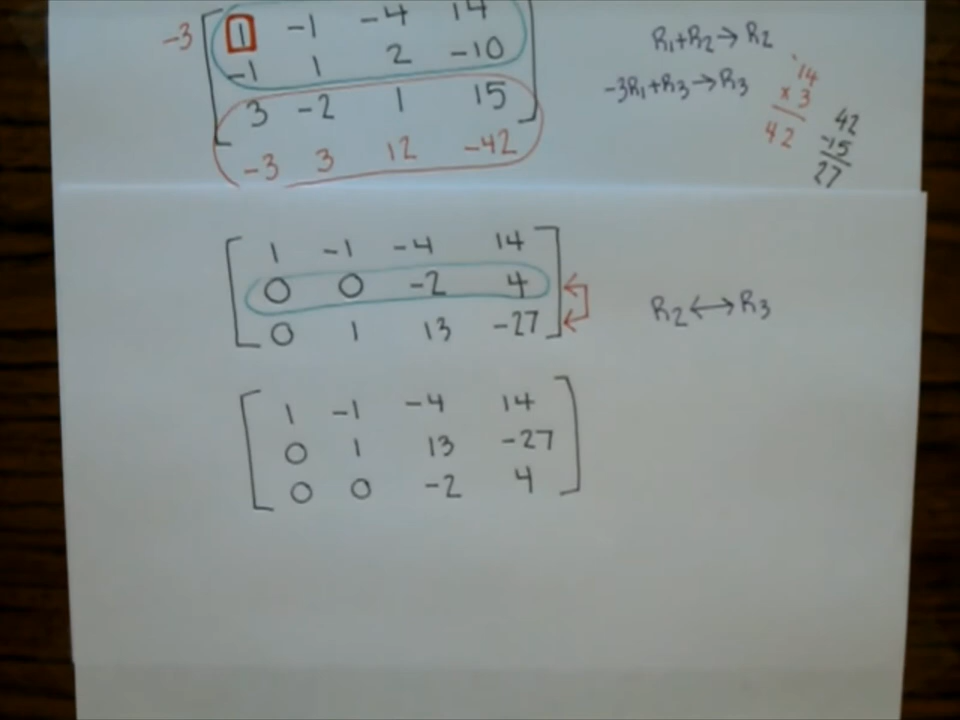 -3 [ 1 -1 -4 14 ]
-1 1 2 -10
3 -2 1 15
-3 3 12 -42
R1+R2→R2
-3R1+R3→R3
14
× 3
42
42
-15
27
[ 1 -1 -4 14 ]
0 0 -2 4
0 1 13 -27
R2↔R3
[ 1 -1 -4 14 ]
0 1 13 -27
0 0 -2 4